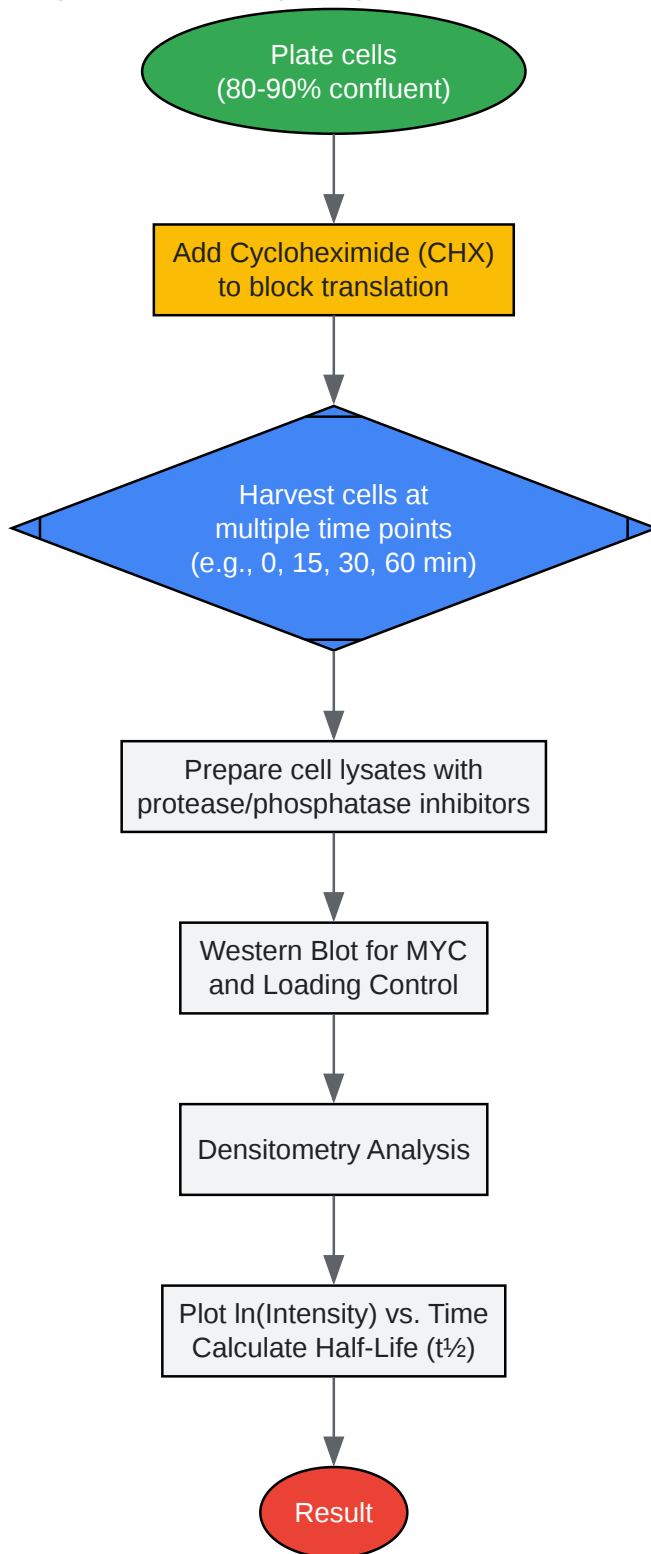 Plate cells
(80-90% confluent)
Add Cycloheximide (CHX)
to block translation
Harvest cells at
multiple time points
(e.g., 0, 15, 30, 60 min)
Prepare cell lysates with
protease/phosphatase inhibitors
Western Blot for MYC
and Loading Control
Densitometry Analysis
Plot ln(Intensity) vs. Time
Calculate Half-Life (t½)
Result